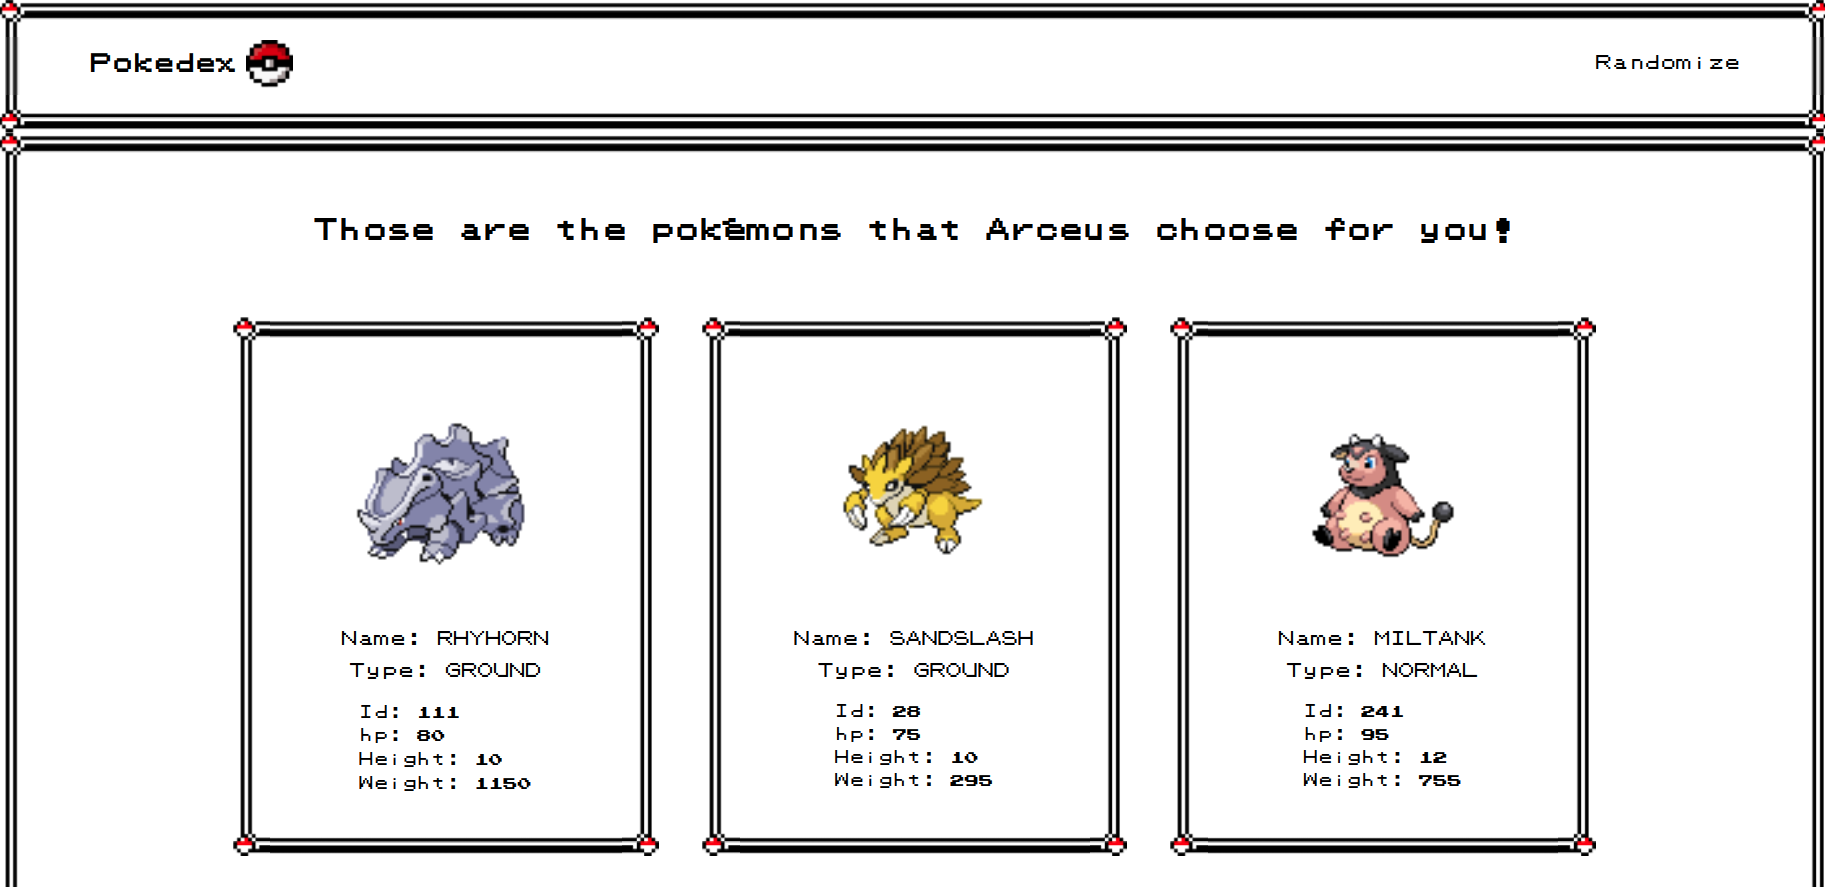 Pokedex
Randomize
Those are the pokémons that Arceus choose for you!
Name: RHYHORN
Type: GROUND
Id: 111
hp: 80
Height: 10
Weight: 1150
Name: SANDSLASH
Type: GROUND
Id: 28
hp: 75
Height: 10
Weight: 295
Name: MILTANK
Type: NORMAL
Id: 241
hp: 95
Height: 12
Weight: 755